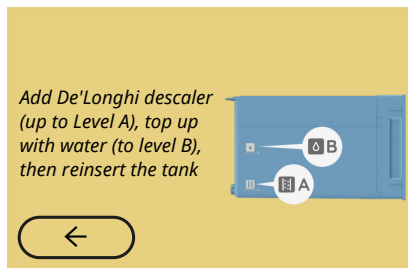 Add De'Longhi descaler
(up to Level A), top up
with water (to level B),
then reinsert the tank
B
A